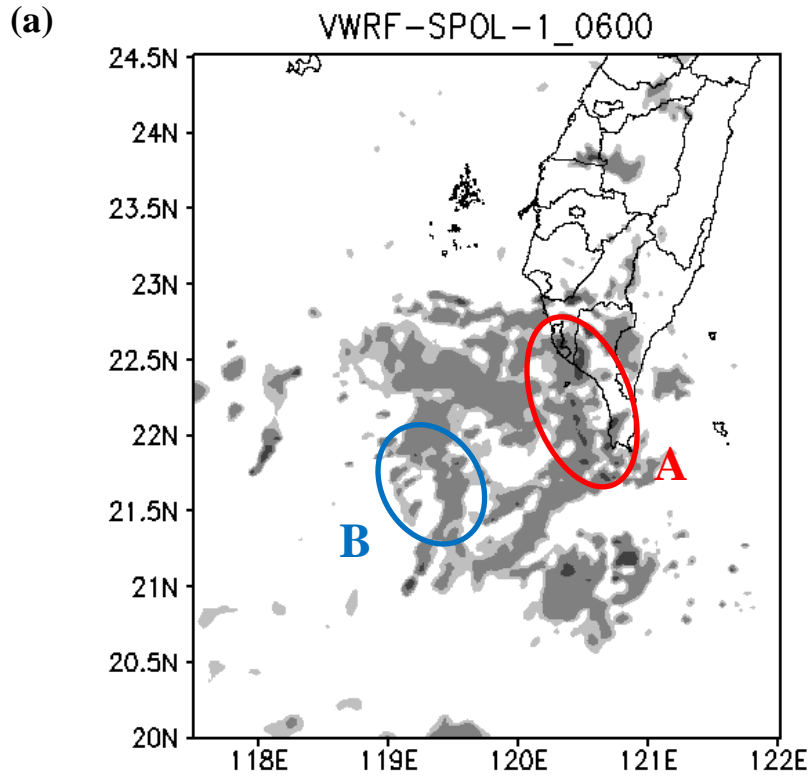 (a)
VWRF-SPOL-1_0600
24.5N
24N
23.5N
23N
22.5N
22N
A
21.5N
B
21N
20.5N
20N
118E 119E 120E 121E 122E